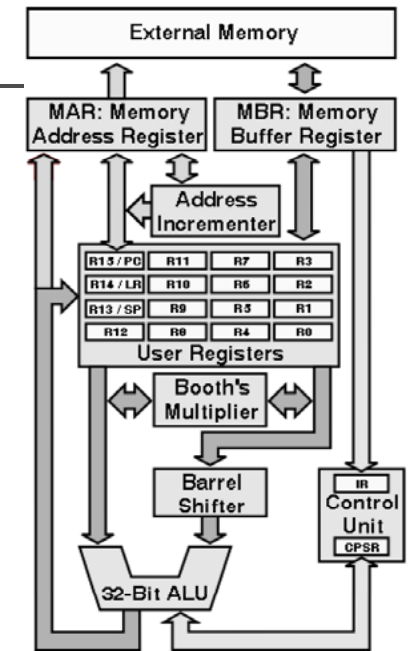 External Memory
MAR: Memory
Address Register
MBR: Memory
Buffer Register
Address
Incrementer
R15 / PC R11 R7 R3
R14 / LR R10 R6 R2
R13 / SP R9 R5 R1
R12 R8 R4 R0
User Registers
Booth's
Multiplier
Barrel
Shifter
IR
Control
Unit
CPSR
32-Bit ALU